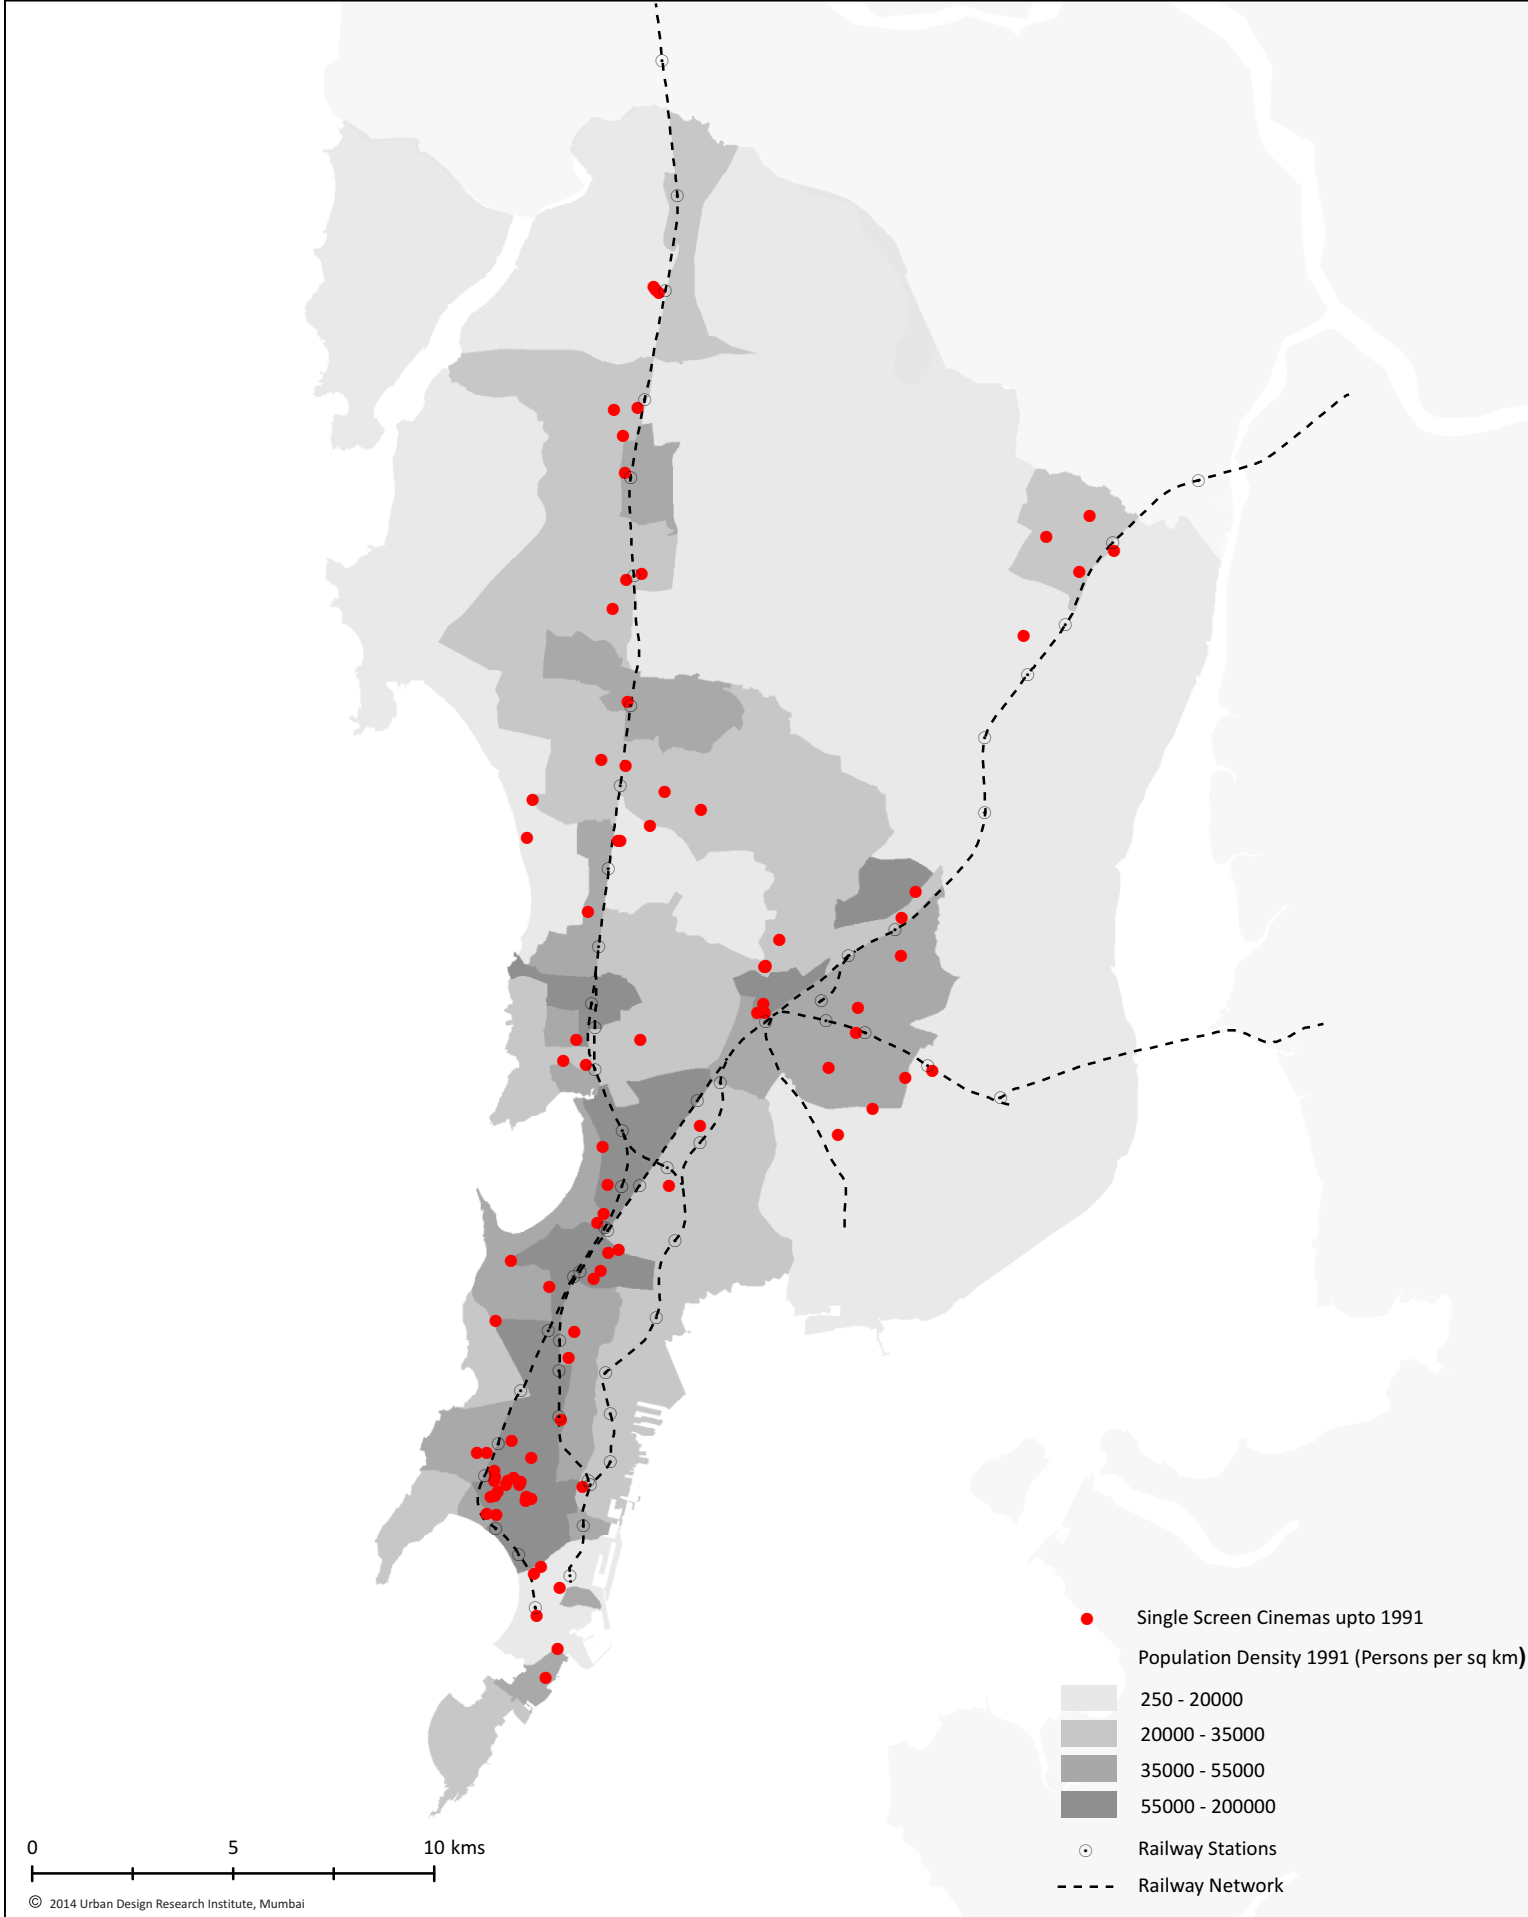 Single Screen Cinemas upto 1991
Population Density 1991 (Persons per sq km)
250 - 20000
20000 - 35000
35000 - 55000
55000 - 200000
Railway Stations
Railway Network
0 5 10 kms
© 2014 Urban Design Research Institute, Mumbai